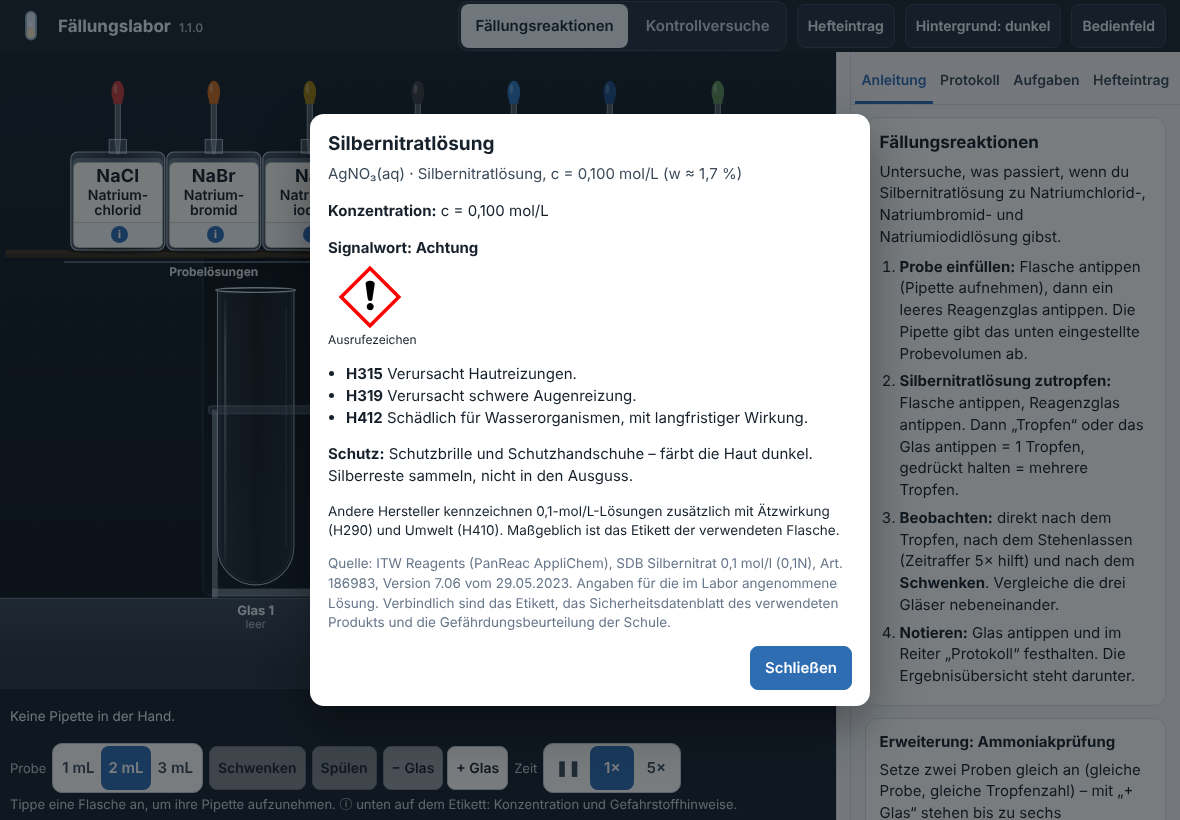 Fällungslabor 1.1.0
Fällungsreaktionen
Kontrollversuche
Hefteintrag
Hintergrund: dunkel
Bedienfeld
NaCl
Natrium-
chlorid
i
NaBr
Natrium-
bromid
i
Probelösungen
Glas 1
leer
Silbernitratlösung
AgNO₃(aq) · Silbernitratlösung, c = 0,100 mol/L (w ≈ 1,7 %)
Konzentration: c = 0,100 mol/L
Signalwort: Achtung
Ausrufezeichen
• H315 Verursacht Hautreizungen.
• H319 Verursacht schwere Augenreizung.
• H412 Schädlich für Wasserorganismen, mit langfristiger Wirkung.
Schutz: Schutzbrille und Schutzhandschuhe – färbt die Haut dunkel.
Silberreste sammeln, nicht in den Ausguss.
Andere Hersteller kennzeichnen 0,1-mol/L-Lösungen zusätzlich mit Ätzwirkung
(H290) und Umwelt (H410). Maßgeblich ist das Etikett der verwendeten Flasche.
Quelle: ITW Reagents (PanReac AppliChem), SDB Silbernitrat 0,1 mol/l (0,1N), Art.
186983, Version 7.06 vom 29.05.2023. Angaben für die im Labor angenommene
Lösung. Verbindlich sind das Etikett, das Sicherheitsdatenblatt des verwendeten
Produkts und die Gefährdungsbeurteilung der Schule.
Schließen
Anleitung
Protokoll
Aufgaben
Hefteintrag
Fällungsreaktionen
Untersuche, was passiert, wenn du
Silbernitratlösung zu Natriumchlorid-,
Natriumbromid- und
Natriumiodidlösung gibst.
1. Probe einfüllen: Flasche antippen
(Pipette aufnehmen), dann ein
leeres Reagenzglas antippen. Die
Pipette gibt das unten eingestellte
Probevolumen ab.
2. Silbernitratlösung zutropfen:
Flasche antippen, Reagenzglas
antippen. Dann „Tropfen“ oder das
Glas antippen = 1 Tropfen,
gedrückt halten = mehrere
Tropfen.
3. Beobachten: direkt nach dem
Tropfen, nach dem Stehenlassen
(Zeitraffer 5× hilft) und nach dem
Schwenken. Vergleiche die drei
Gläser nebeneinander.
4. Notieren: Glas antippen und im
Reiter „Protokoll“ festhalten. Die
Ergebnisübersicht steht darunter.
Erweiterung: Ammoniakprüfung
Setze zwei Proben gleich an (gleiche
Probe, gleiche Tropfenzahl) – mit „+
Glas“ stehen bis zu sechs
Keine Pipette in der Hand.
Probe
1 mL
2 mL
3 mL
Schwenken
Spülen
− Glas
+ Glas
Zeit
1×
5×
Tippe eine Flasche an, um ihre Pipette aufzunehmen. ⓘ unten auf dem Etikett: Konzentration und Gefahrstoffhinweise.